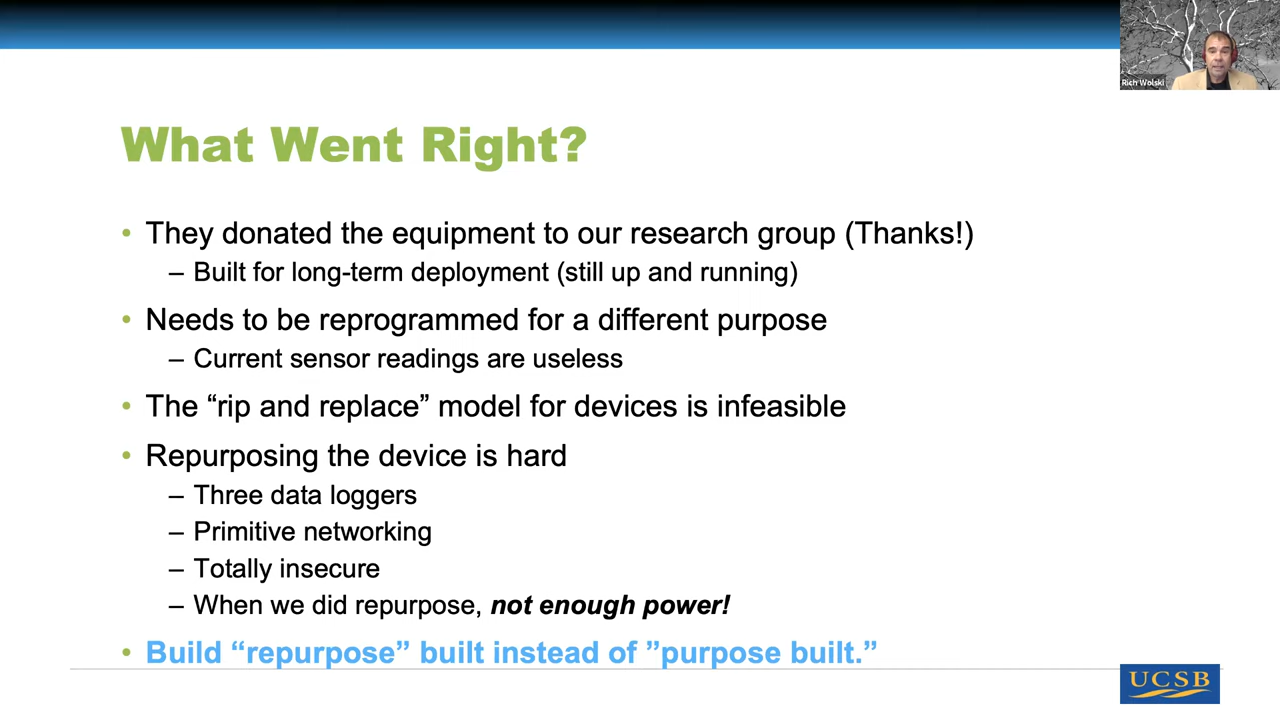 Rich Wolski
What Went Right?
• They donated the equipment to our research group (Thanks!)
– Built for long-term deployment (still up and running)
• Needs to be reprogrammed for a different purpose
– Current sensor readings are useless
• The “rip and replace” model for devices is infeasible
• Repurposing the device is hard
– Three data loggers
– Primitive networking
– Totally insecure
– When we did repurpose, not enough power!
• Build “repurpose” built instead of ”purpose built.”
UCSB